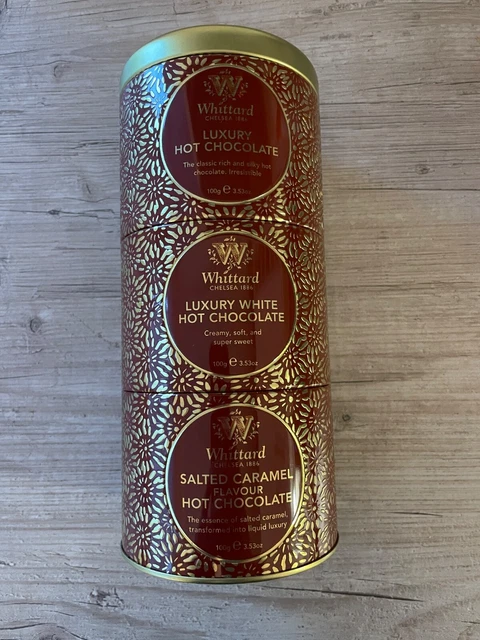 W
Whittard
CHELSEA 1886
LUXURY
HOT CHOCOLATE
The classic rich and silky hot
chocolate. Irresistible
100g e 3.53oz
W
Whittard
CHELSEA 1886
LUXURY WHITE
HOT CHOCOLATE
Creamy, soft, and
super sweet
100g e 3.53oz
W
Whittard
CHELSEA 1886
SALTED CARAMEL
FLAVOUR
HOT CHOCOLATE
The essence of salted caramel,
transformed into liquid luxury
100g e 3.53oz